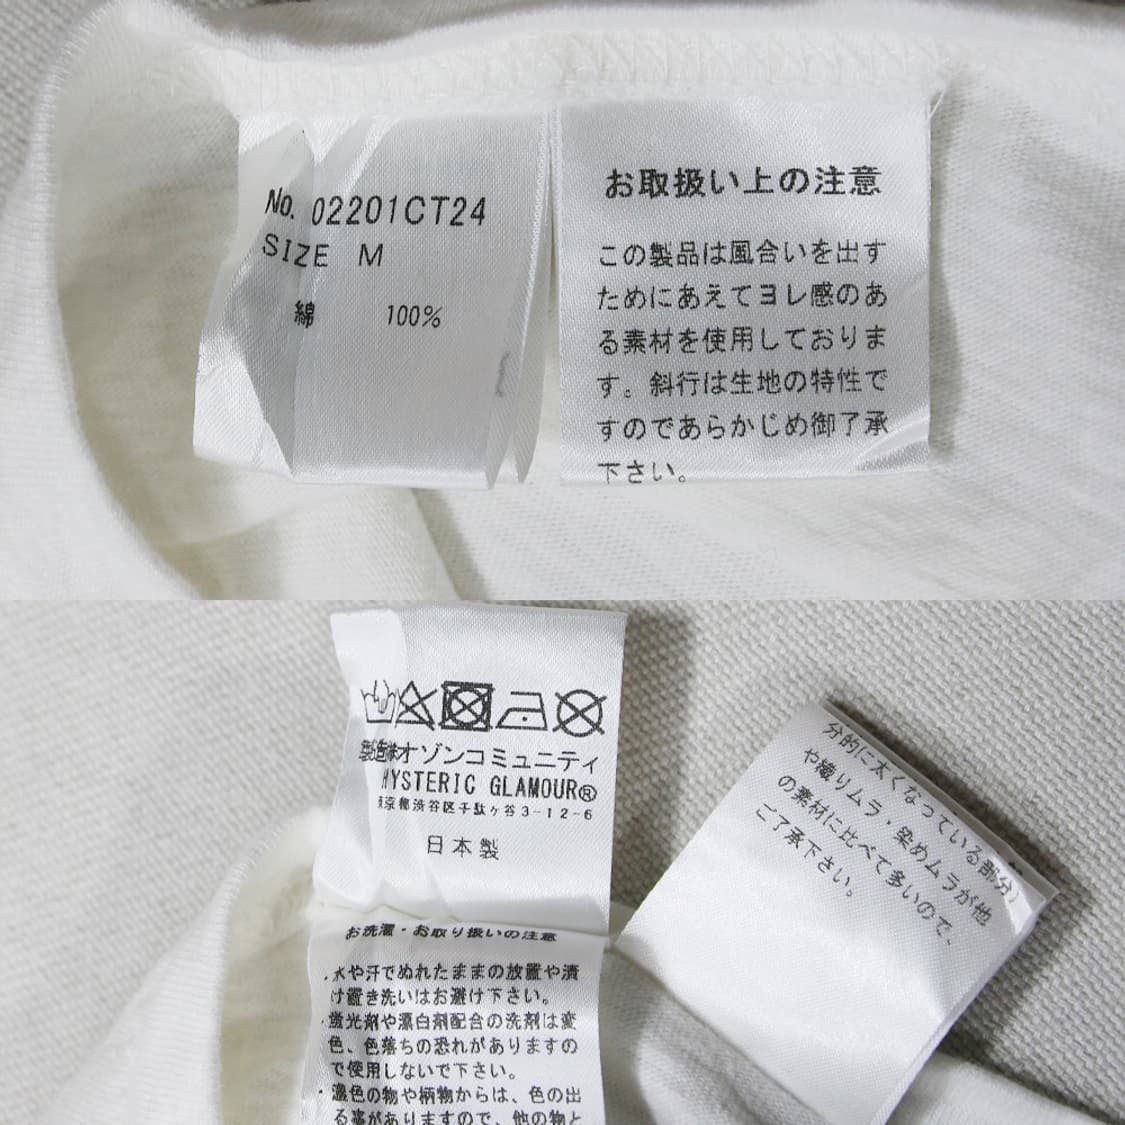 No. 02201CT24
SIZE M
綿 100%
お取扱い上の注意
この製品は風合いを出す
ためにあえてヨレ感のあ
る素材を使用しておりま
す。斜行は生地の特性で
すのであらかじめ御了承
下さい。
製造㈱オゾンコミュニティ
HYSTERIC GLAMOUR®
東京都渋谷区千駄ヶ谷3-12-6
日本製
お洗濯・お取り扱いの注意
・水や汗でぬれたままの放置や漬
け置き洗いはお避け下さい。
・蛍光剤や漂白剤配合の洗剤は変
色、色落ちの恐れがありますの
で使用しないで下さい。
・濃色の物や柄物からは、色の出
る事がありますので、他の物と
分的に太くなっている部分)
や織りムラ・染めムラが他
の素材に比べて多いので、
ご了承下さい。